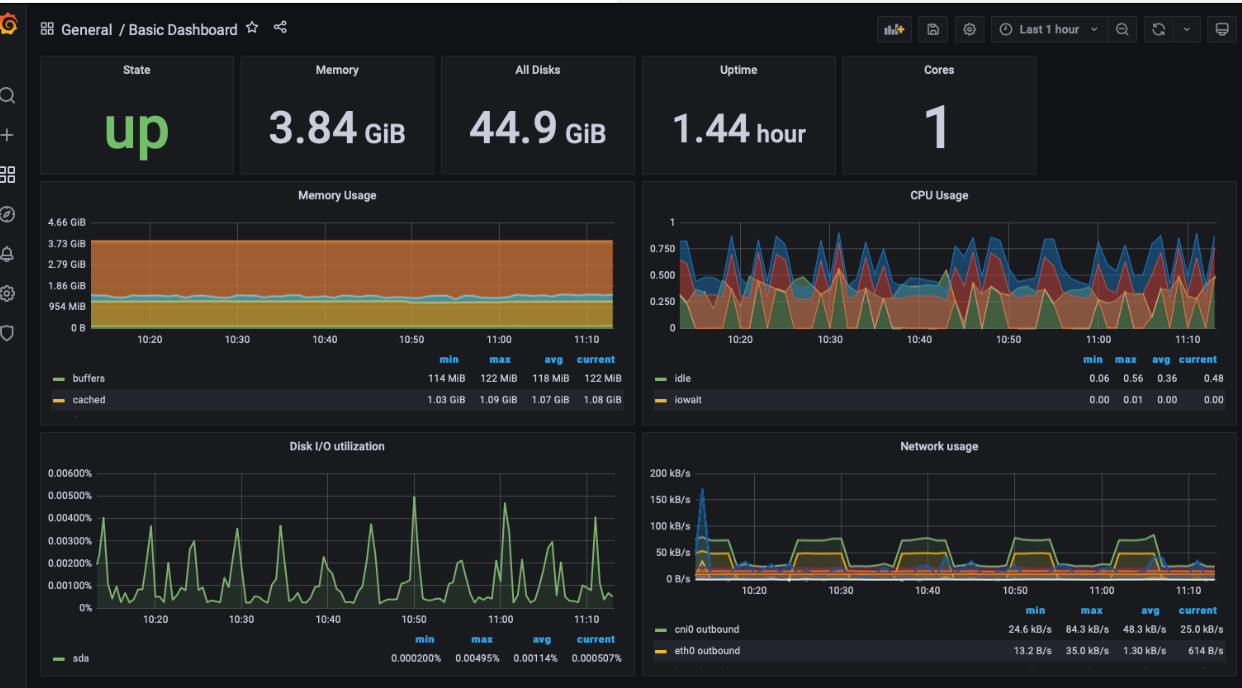 General / Basic Dashboard
Last 1 hour
State
Memory
All Disks
Uptime
Cores
up
3.84 GiB
44.9 GiB
1.44 hour
1
Memory Usage
4.66 GiB
3.73 GiB
2.79 GiB
1.86 GiB
954 MiB
0 B
10:20 10:30 10:40 10:50 11:00 11:10
min max avg current
buffers 114 MiB 122 MiB 118 MiB 122 MiB
cached 1.03 GiB 1.09 GiB 1.07 GiB 1.08 GiB
CPU Usage
1
0.750
0.500
0.250
0
10:20 10:30 10:40 10:50 11:00 11:10
min max avg current
idle 0.06 0.56 0.36 0.48
iowait 0.00 0.01 0.00 0.00
Disk I/O utilization
0.00600%
0.00500%
0.00400%
0.00300%
0.00200%
0.00100%
0%
10:20 10:30 10:40 10:50 11:00 11:10
min max avg current
sda 0.000200% 0.00495% 0.00114% 0.000507%
Network usage
200 kB/s
150 kB/s
100 kB/s
50 kB/s
0 B/s
10:20 10:30 10:40 10:50 11:00 11:10
min max avg current
cni0 outbound 24.6 kB/s 84.3 kB/s 48.3 kB/s 25.0 kB/s
eth0 outbound 13.2 B/s 35.0 kB/s 1.30 kB/s 614 B/s